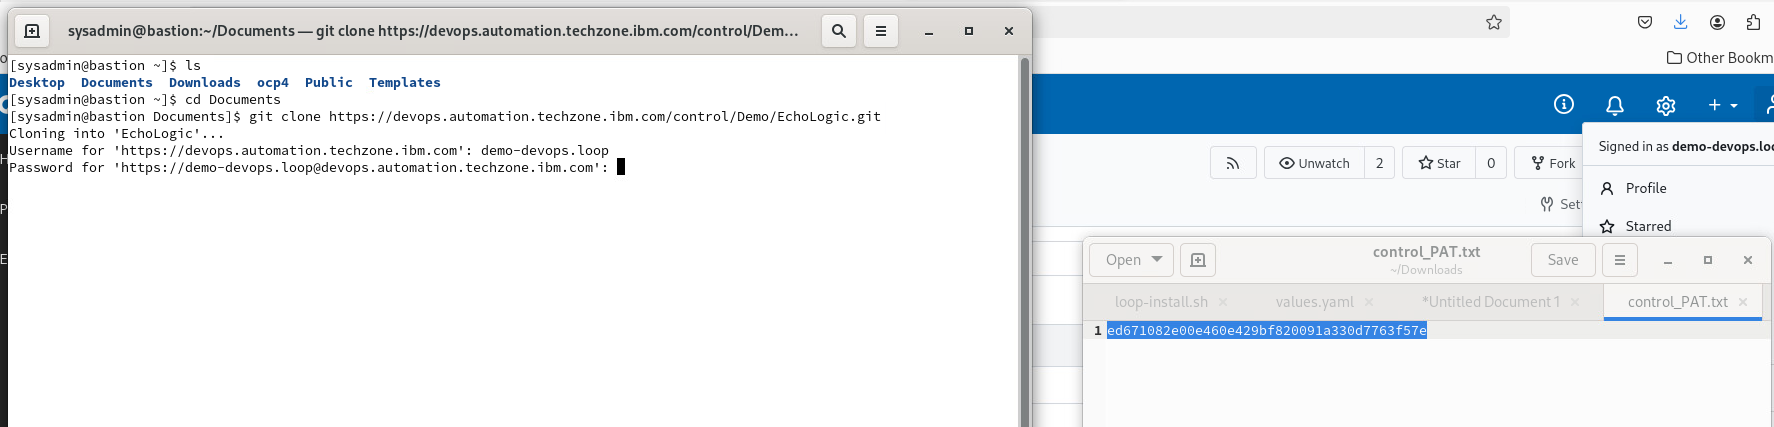 sysadmin@bastion:~/Documents — git clone https://devops.automation.techzone.ibm.com/control/Dem...
[sysadmin@bastion ~]$ ls
Desktop Documents Downloads ocp4 Public Templates
[sysadmin@bastion ~]$ cd Documents
[sysadmin@bastion Documents]$ git clone https://devops.automation.techzone.ibm.com/control/Demo/EchoLogic.git
Cloning into 'EchoLogic'...
Username for 'https://devops.automation.techzone.ibm.com': demo-devops.loop
Password for 'https://demo-devops.loop@devops.automation.techzone.ibm.com':
Other Bookm
Signed in as demo-devops.loo
Unwatch 2 Star 0 Fork
Profile
Set
Starred
Open control_PAT.txt Save
~/Downloads
loop-install.sh values.yaml *Untitled Document 1 control_PAT.txt
1 ed671082e00e460e429bf820091a330d7763f57e